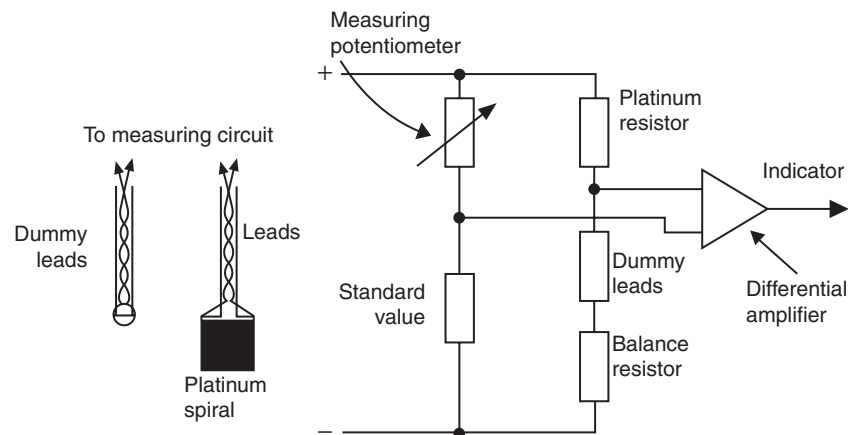 Measuring
potentiometer
+
Platinum
resistor
To measuring circuit
Indicator
Dummy
leads
Leads
Standard
value
Dummy
leads
Differential
amplifier
Balance
resistor
Platinum
spiral
−